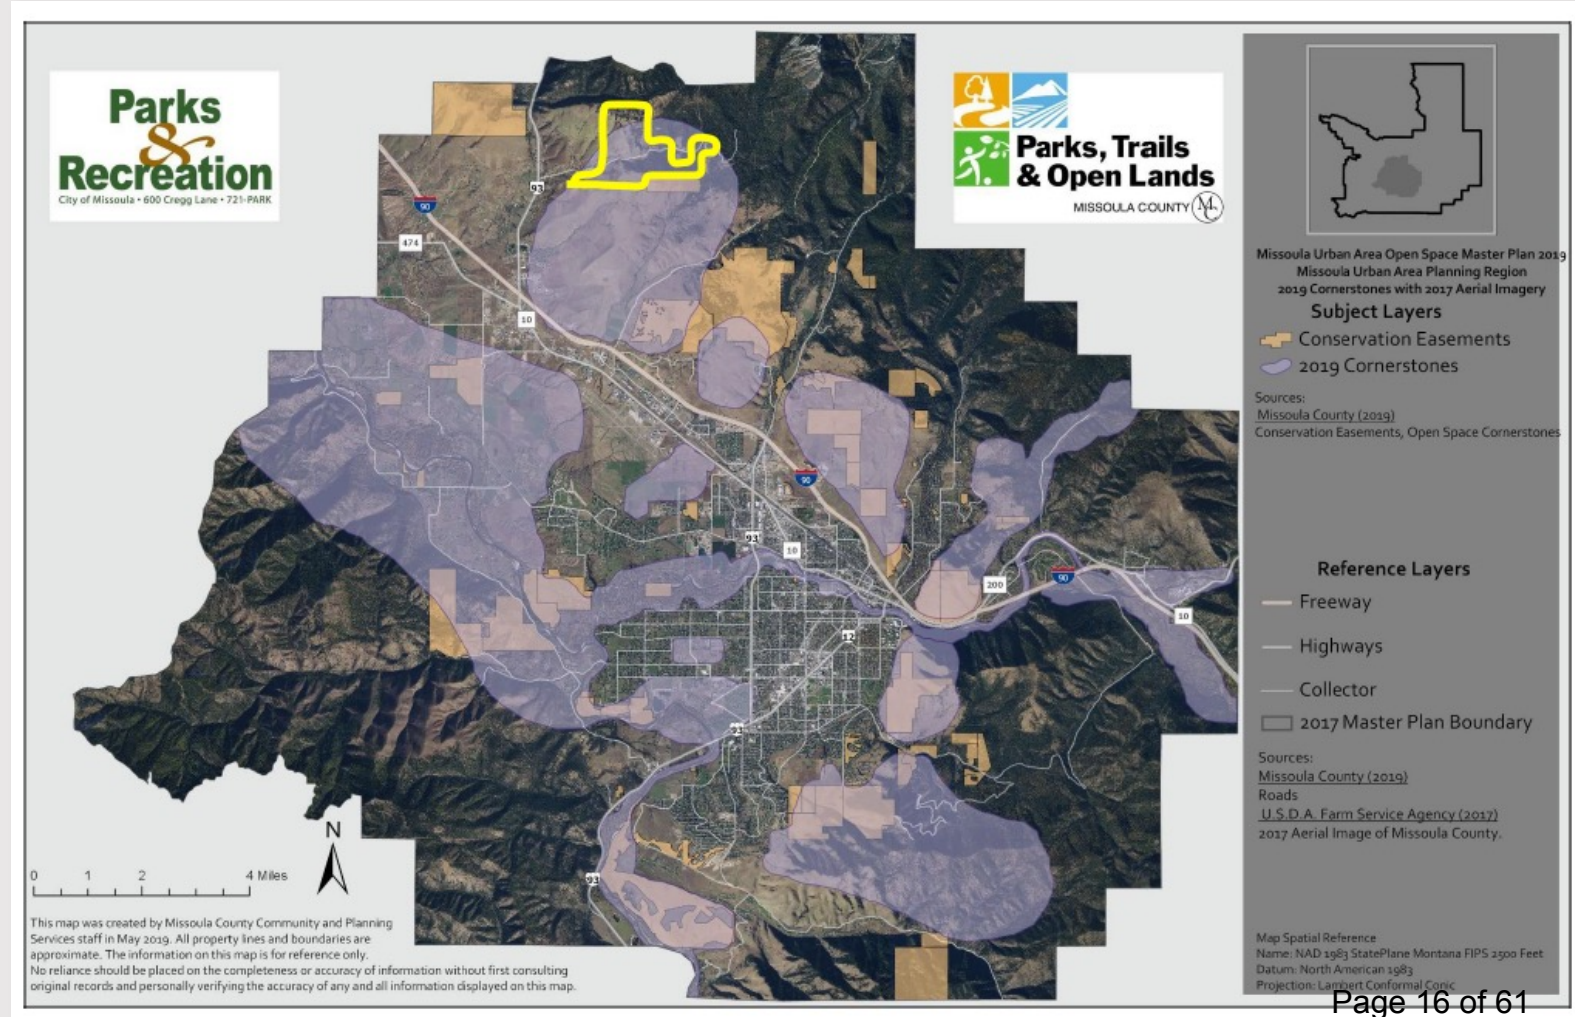 Parks
&
Recreation
City of Missoula • 600 Cregg Lane • 721-PARK
Parks, Trails
& Open Lands
MISSOULA COUNTY MC
93
90
474
10
90
93
10
200
90
10
12
93
93
Missoula Urban Area Open Space Master Plan 2019
Missoula Urban Area Planning Region
2019 Cornerstones with 2017 Aerial Imagery
Subject Layers
Conservation Easements
2019 Cornerstones
Sources:
Missoula County (2019)
Conservation Easements, Open Space Cornerstones
Reference Layers
Freeway
Highways
Collector
2017 Master Plan Boundary
Sources:
Missoula County (2019)
Roads
U.S.D.A. Farm Service Agency (2017)
2017 Aerial Image of Missoula County.
Map Spatial Reference
Name: NAD 1983 StatePlane Montana FIPS 2500 Feet
Datum: North American 1983
Projection: Lambert Conformal Conic
N
0 1 2 4 Miles
This map was created by Missoula County Community and Planning
Services staff in May 2019. All property lines and boundaries are
approximate. The information on this map is for reference only.
No reliance should be placed on the completeness or accuracy of information without first consulting
original records and personally verifying the accuracy of any and all information displayed on this map.
Page 16 of 61